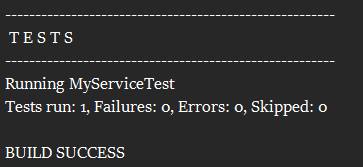 -------------------------------------------------------
T E S T S
-------------------------------------------------------
Running MyServiceTest
Tests run: 1, Failures: 0, Errors: 0, Skipped: 0
BUILD SUCCESS